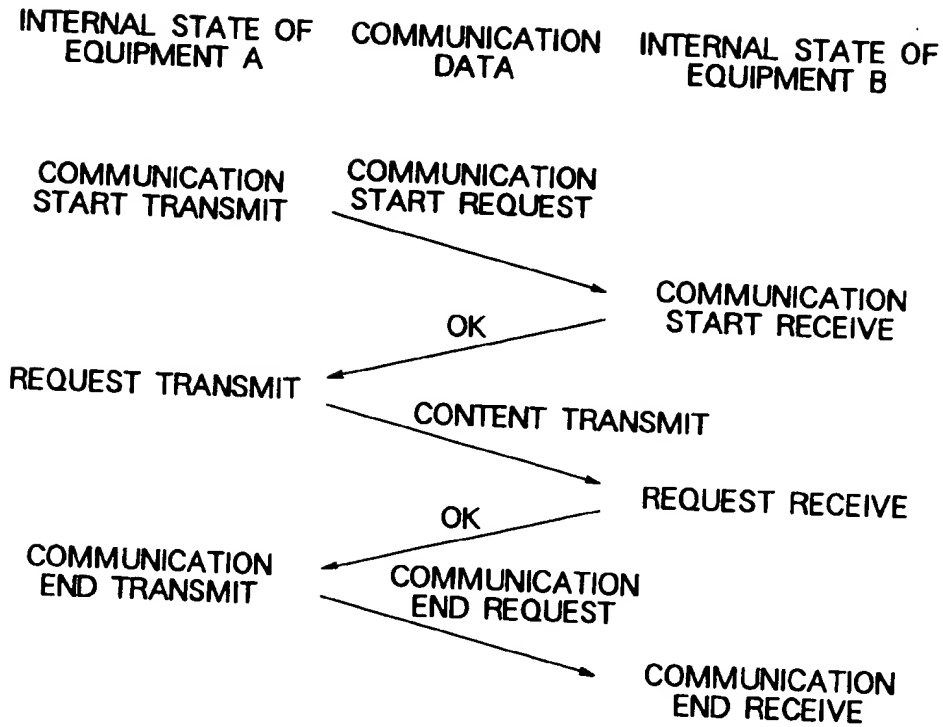 INTERNAL STATE OF
EQUIPMENT A
COMMUNICATION
DATA
INTERNAL STATE OF
EQUIPMENT B
COMMUNICATION
START TRANSMIT
COMMUNICATION
START REQUEST
COMMUNICATION
START RECEIVE
OK
REQUEST TRANSMIT
CONTENT TRANSMIT
REQUEST RECEIVE
OK
COMMUNICATION
END TRANSMIT
COMMUNICATION
END REQUEST
COMMUNICATION
END RECEIVE